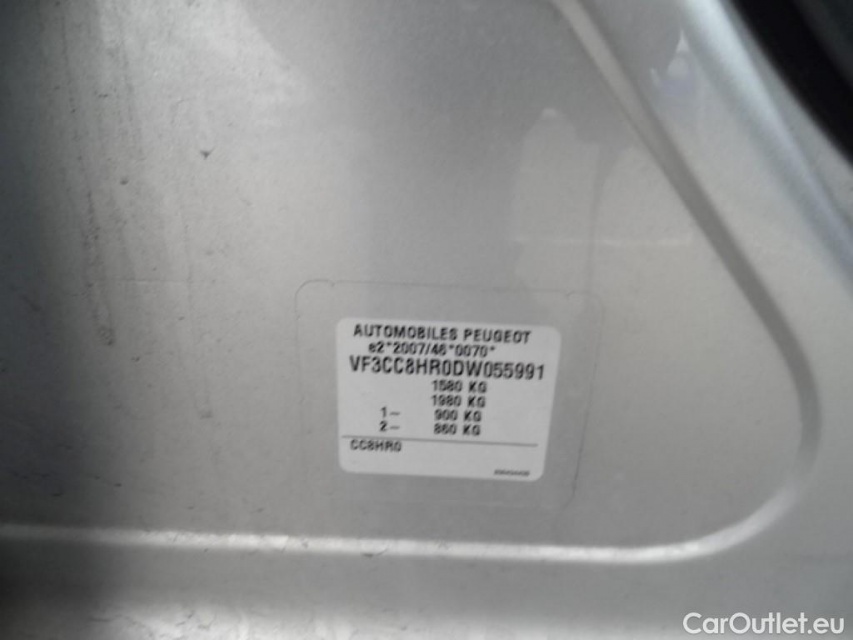 AUTOMOBILES PEUGEOT
e2*2007/46*0070*
VF3CC8HR0DW055991
1580 KG
1980 KG
1- 900 KG
2- 860 KG
CC8HR0
CarOutlet.eu